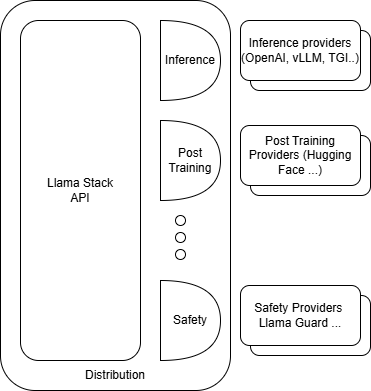 Inference
Inference providers
(OpenAI, vLLM, TGI..)
Llama Stack
API
Post
Training
Post Training
Providers (Hugging
Face ...)
Safety
Safety Providers
Llama Guard ...
Distribution